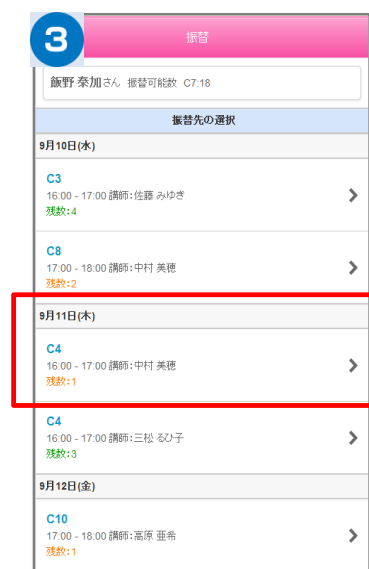 3
振替
飯野 奈加さん 振替可能数 C7:18
振替先の選択
9月10日(水)
C3
16:00 - 17:00 講師:佐藤 みゆき
残数:4
C8
17:00 - 18:00 講師:中村 美穂
残数:2
9月11日(木)
C4
16:00 - 17:00 講師:中村 美穂
残数:1
C4
16:00 - 17:00 講師:三松 るひ子
残数:3
9月12日(金)
C10
17:00 - 18:00 講師:高原 亜希
残数:1